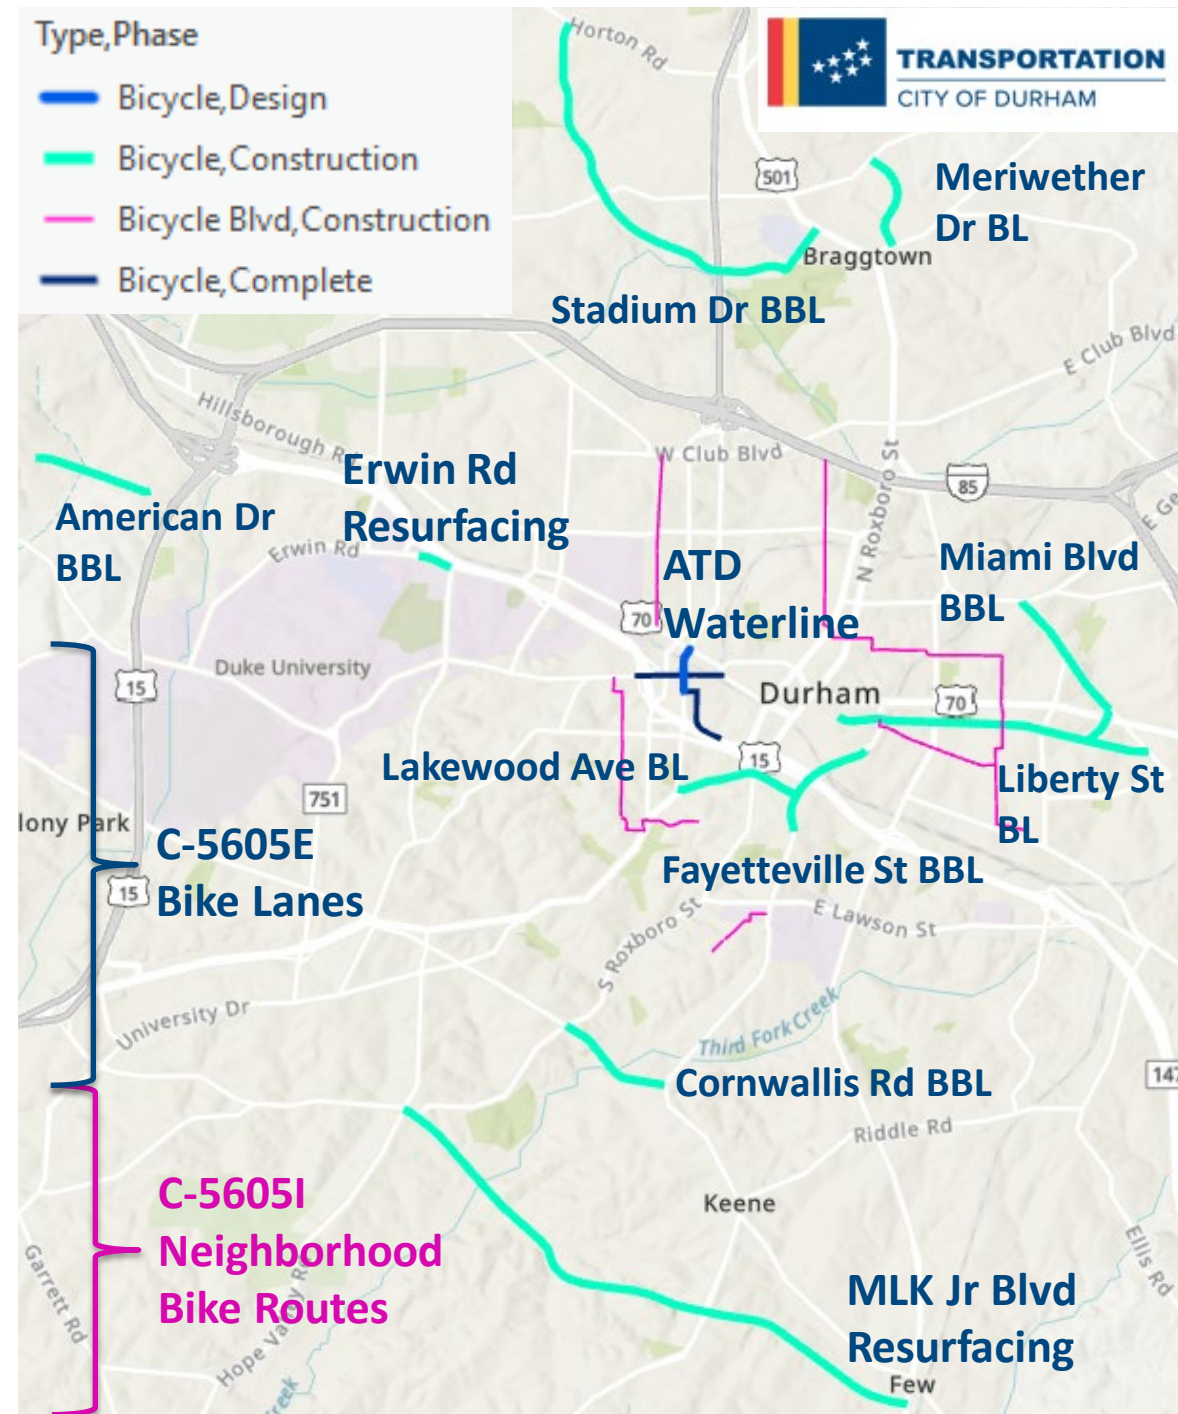 Type,Phase
Bicycle,Design
Bicycle,Construction
Bicycle Blvd,Construction
Bicycle,Complete
TRANSPORTATION
CITY OF DURHAM
Horton Rd
501
Meriwether
Dr BL
Braggtown
Stadium Dr BBL
E Club Blvd
Hillsborough R
W Club Blvd
Erwin Rd
Resurfacing
85
E Ge
American Dr
BBL
Erwin Rd
N Roxboro St
ATD
Waterline
Miami Blvd
BBL
70
Duke University
15
Durham
70
Lakewood Ave BL
15
Liberty St
BL
751
lony Park
C-5605E
Bike Lanes
15
Fayetteville St BBL
E Lawson St
S Roxboro St
University Dr
Third Fork Creek
Cornwallis Rd BBL
147
Riddle Rd
C-5605I
Neighborhood
Bike Routes
Keene
Garrett Rd
Hope Valley Rd
Ellis Rd
MLK Jr Blvd
Resurfacing
Few
Creek